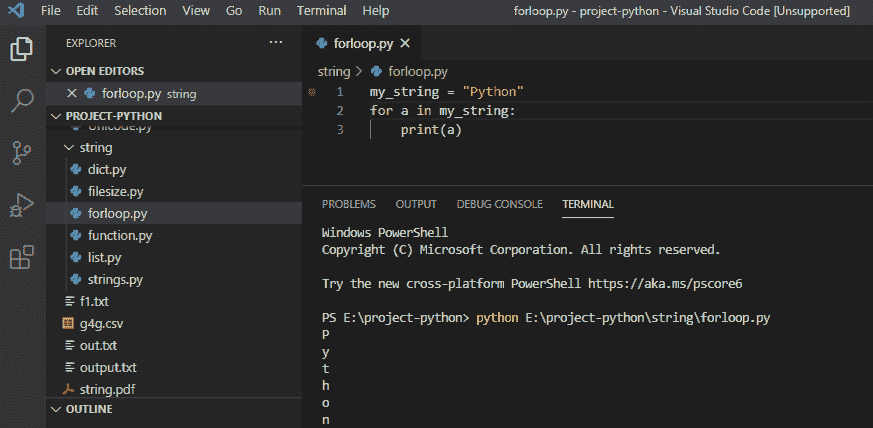 File Edit Selection View Go Run Terminal Help forloop.py - project-python - Visual Studio Code [Unsupported]
EXPLORER
OPEN EDITORS
forloop.py string
PROJECT-PYTHON
Unicode.py
string
dict.py
filesize.py
forloop.py
function.py
list.py
strings.py
f1.txt
g4g.csv
out.txt
output.txt
string.pdf
OUTLINE
forloop.py
string > forloop.py
1 my_string = "Python"
2 for a in my_string:
3 print(a)
PROBLEMS OUTPUT DEBUG CONSOLE TERMINAL
Windows PowerShell
Copyright (C) Microsoft Corporation. All rights reserved.
Try the new cross-platform PowerShell https://aka.ms/pscore6
PS E:\project-python> python E:\project-python\string\forloop.py
P
y
t
h
o
n